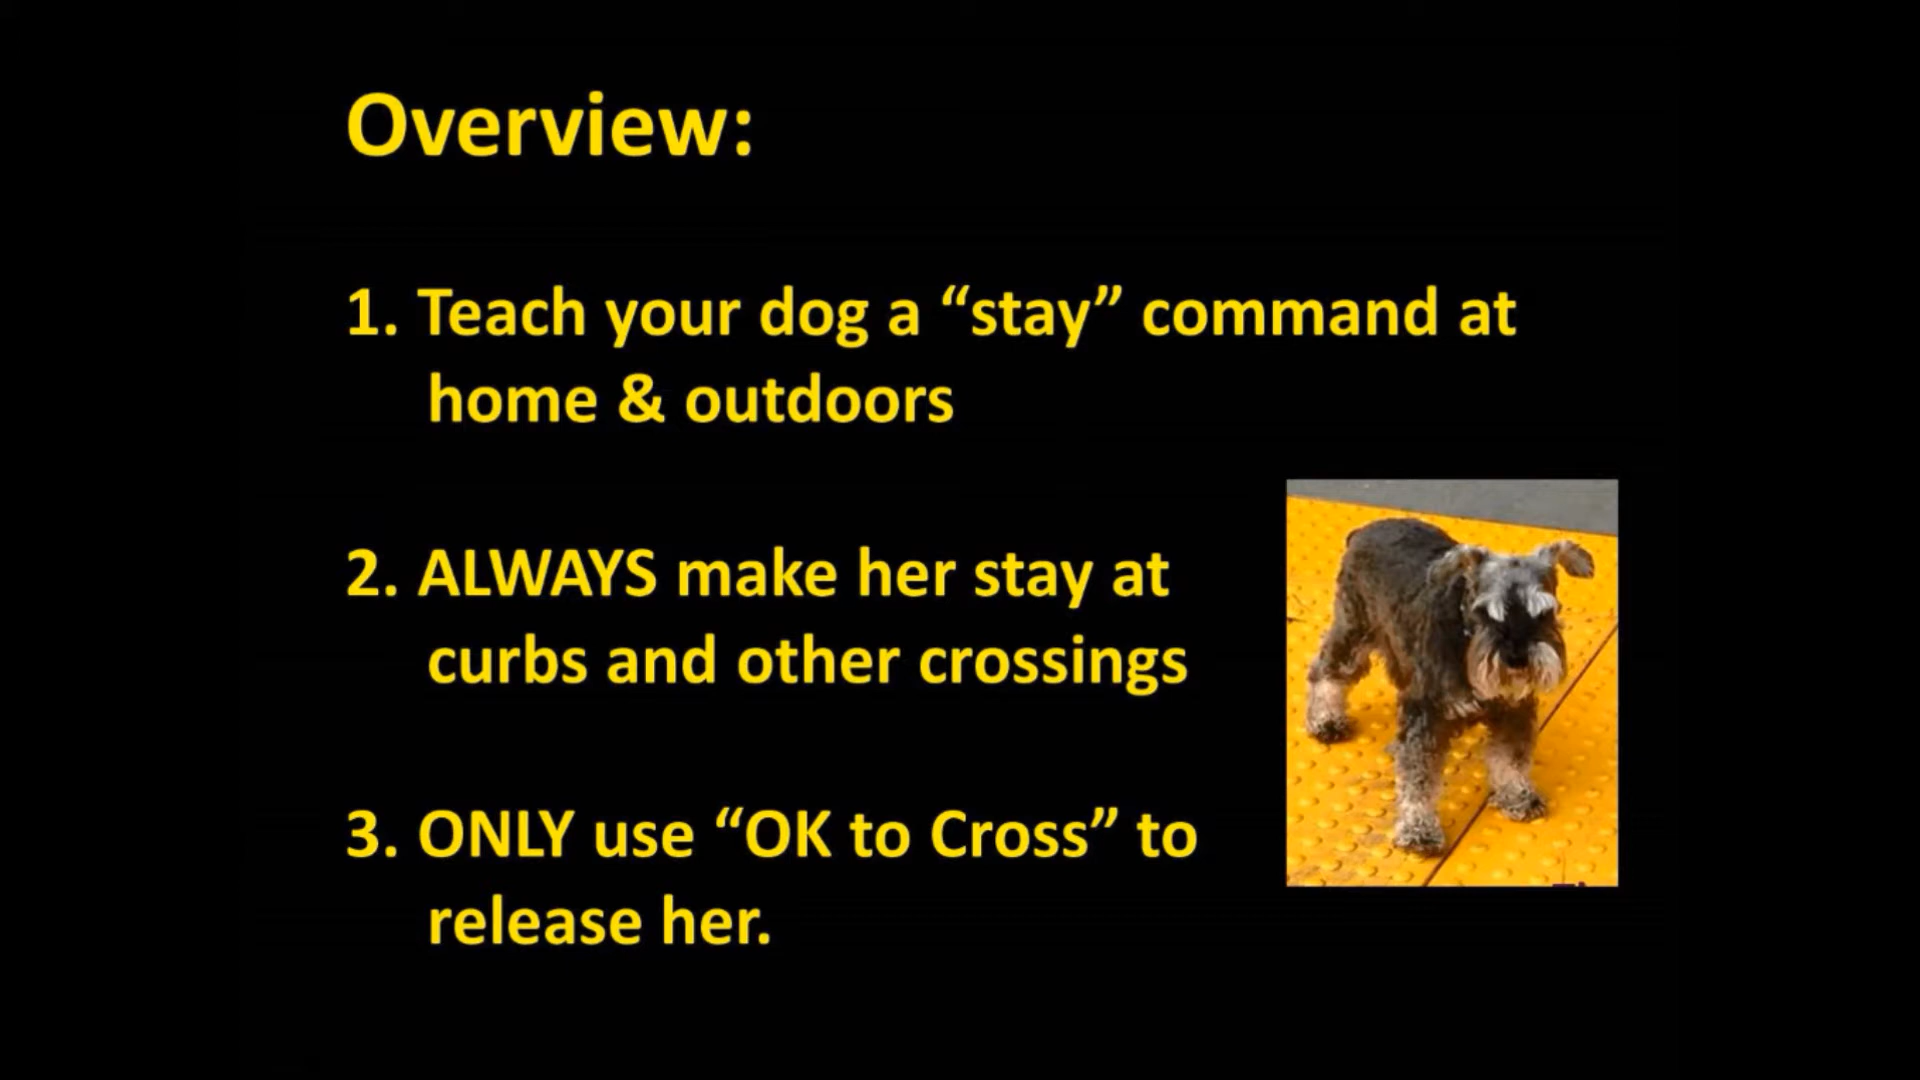 Overview:
1. Teach your dog a “stay” command at
home & outdoors
2. ALWAYS make her stay at
curbs and other crossings
3. ONLY use “OK to Cross” to
release her.